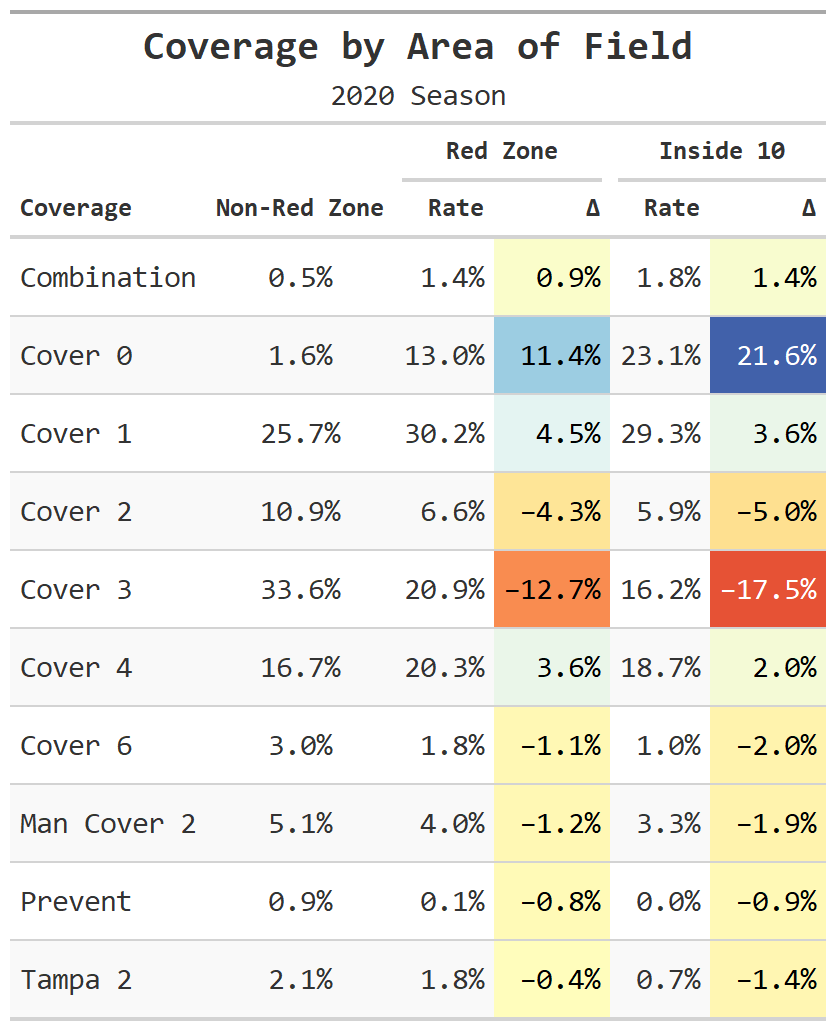 Coverage by Area of Field
2020 Season
Red Zone Inside 10
Coverage Non-Red Zone Rate Δ Rate Δ
Combination 0.5% 1.4% 0.9% 1.8% 1.4%
Cover 0 1.6% 13.0% 11.4% 23.1% 21.6%
Cover 1 25.7% 30.2% 4.5% 29.3% 3.6%
Cover 2 10.9% 6.6% −4.3% 5.9% −5.0%
Cover 3 33.6% 20.9% −12.7% 16.2% −17.5%
Cover 4 16.7% 20.3% 3.6% 18.7% 2.0%
Cover 6 3.0% 1.8% −1.1% 1.0% −2.0%
Man Cover 2 5.1% 4.0% −1.2% 3.3% −1.9%
Prevent 0.9% 0.1% −0.8% 0.0% −0.9%
Tampa 2 2.1% 1.8% −0.4% 0.7% −1.4%